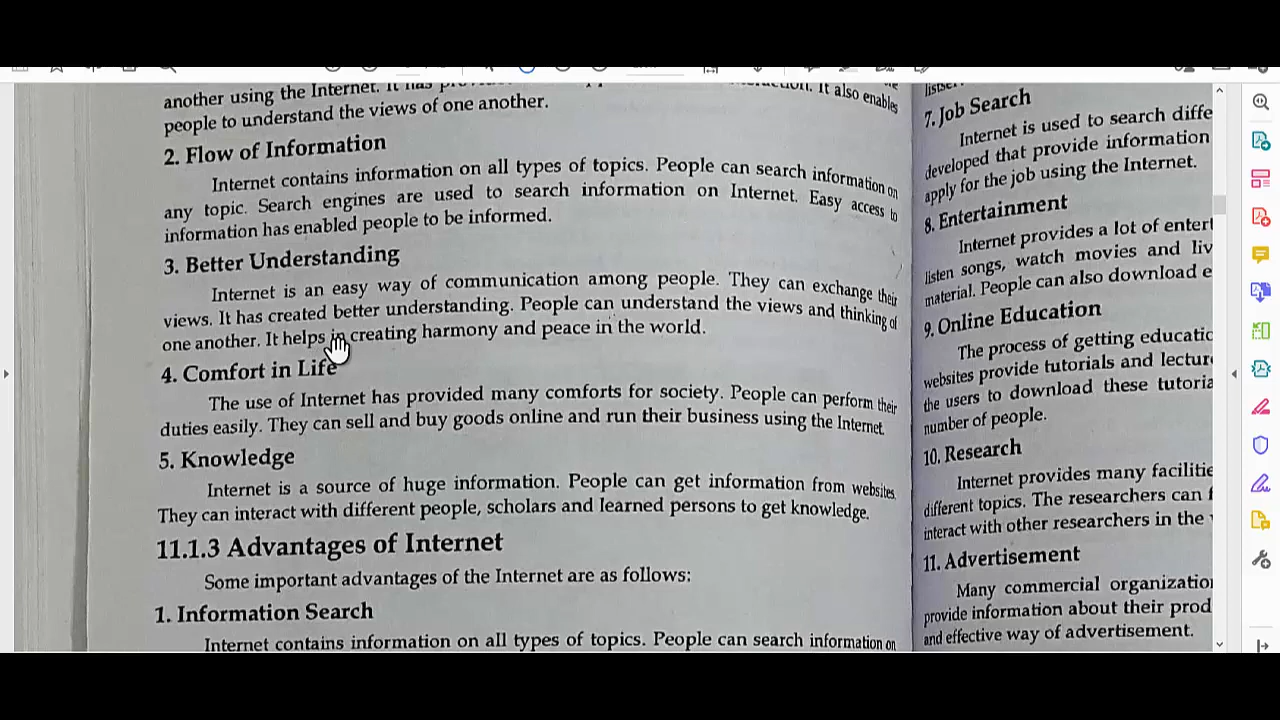 another using the Internet. It has
It also enables
people to understand the views of one another.
2. Flow of Information
Internet contains information on all types of topics. People can search information on
any topic. Search engines are used to search information on Internet. Easy access to
information has enabled people to be informed.
3. Better Understanding
Internet is an easy way of communication among people. They can exchange their
views. It has created better understanding. People can understand the views and thinking of
one another. It helps in creating harmony and peace in the world.
4. Comfort in Life
The use of Internet has provided many comforts for society. People can perform their
duties easily. They can sell and buy goods online and run their business using the Internet.
5. Knowledge
Internet is a source of huge information. People can get information from websites.
They can interact with different people, scholars and learned persons to get knowledge.
11.1.3 Advantages of Internet
Some important advantages of the Internet are as follows:
1. Information Search
Internet contains information on all types of topics. People can search information on
7. Job Search
Internet is used to search diffe
developed that provide information
apply for the job using the Internet.
8. Entertainment
Internet provides a lot of entert
listen songs, watch movies and liv
material. People can also download e
9. Online Education
The process of getting educatio
websites provide tutorials and lectur
the users to download these tutoria
number of people.
10. Research
Internet provides many facilitie
different topics. The researchers can
interact with other researchers in the
11. Advertisement
Many commercial organization
provide information about their prod
and effective way of advertisement.